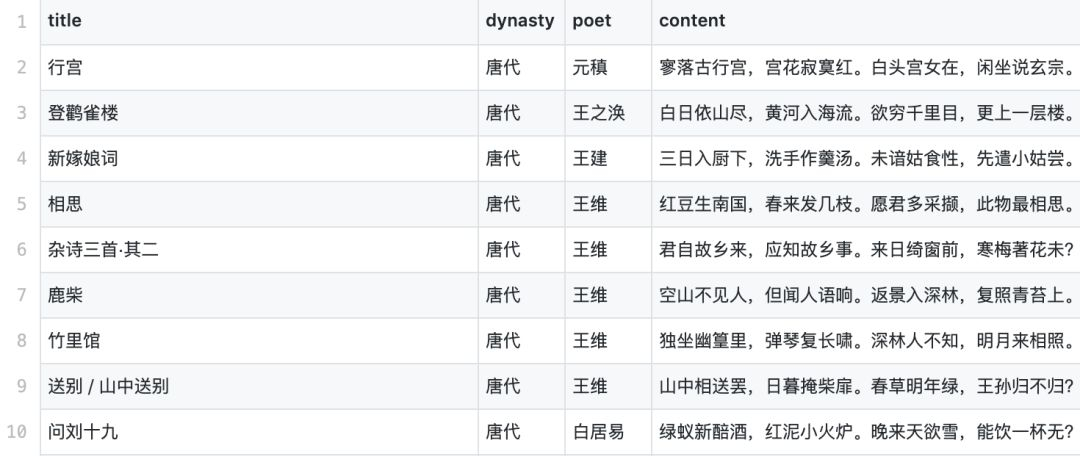 1 title dynasty poet content
2 行宫 唐代 元稹 寥落古行宫，宫花寂寞红。白头宫女在，闲坐说玄宗。
3 登鹳雀楼 唐代 王之涣 白日依山尽，黄河入海流。欲穷千里目，更上一层楼。
4 新嫁娘词 唐代 王建 三日入厨下，洗手作羹汤。未谙姑食性，先遣小姑尝。
5 相思 唐代 王维 红豆生南国，春来发几枝。愿君多采撷，此物最相思。
6 杂诗三首·其二 唐代 王维 君自故乡来，应知故乡事。来日绮窗前，寒梅著花未？
7 鹿柴 唐代 王维 空山不见人，但闻人语响。返景入深林，复照青苔上。
8 竹里馆 唐代 王维 独坐幽篁里，弹琴复长啸。深林人不知，明月来相照。
9 送别 / 山中送别 唐代 王维 山中相送罢，日暮掩柴扉。春草明年绿，王孙归不归？
10 问刘十九 唐代 白居易 绿蚁新醅酒，红泥小火炉。晚来天欲雪，能饮一杯无？